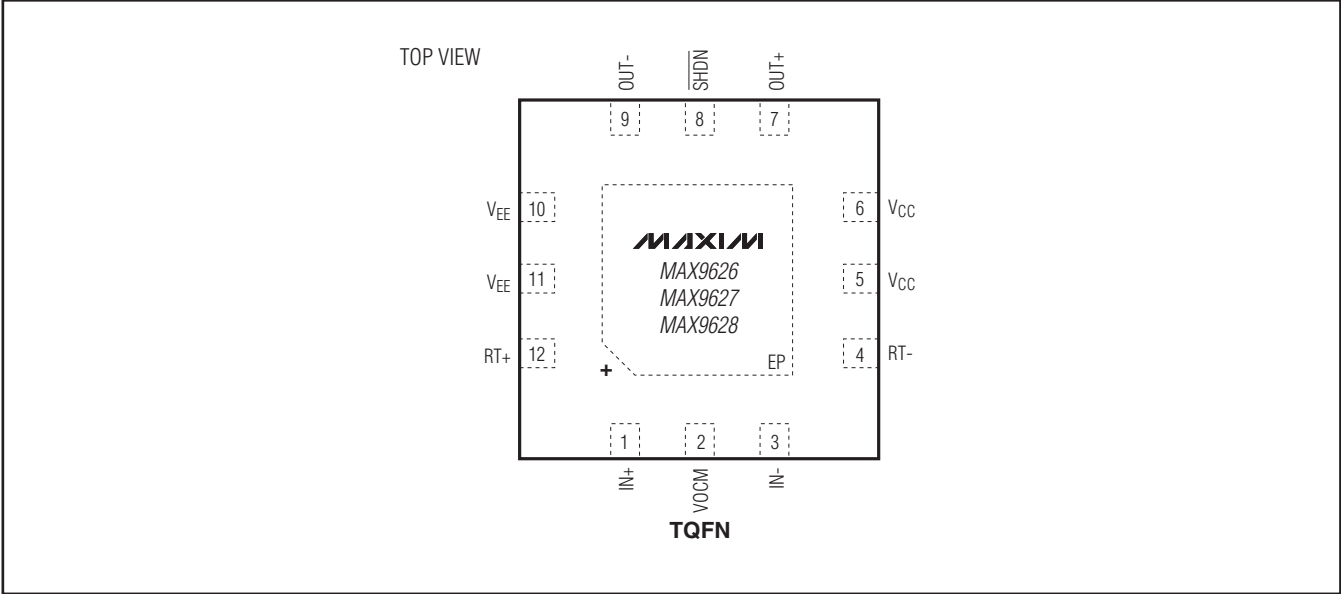 TOP VIEW
OUT-
SHDN
OUT+
9
8
7
VEE
10
6
VCC
MAXIM
MAX9626
MAX9627
MAX9628
VEE
11
5
VCC
RT+
12
4
RT-
EP
+
1
2
3
IN+
VOCM
IN-
TQFN